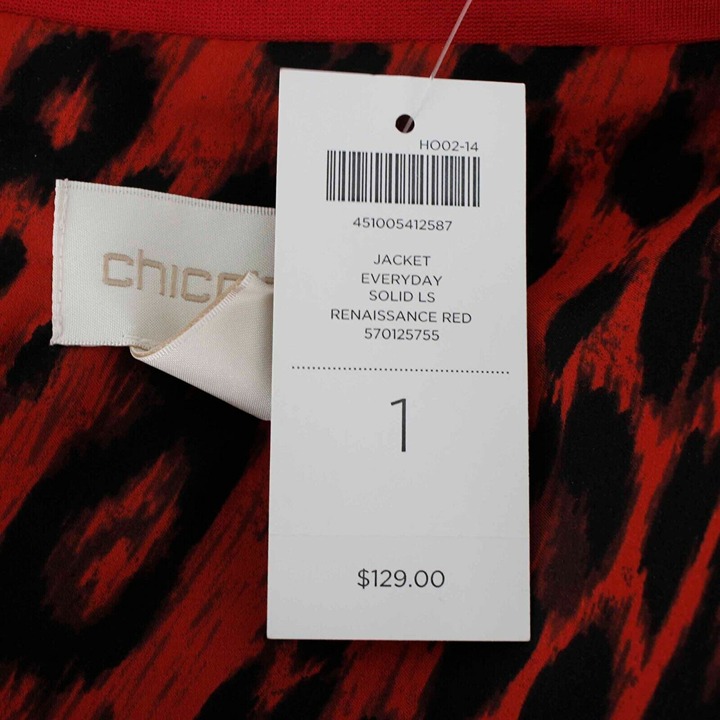 HO02-14
451005412587
JACKET
EVERYDAY
SOLID LS
RENAISSANCE RED
570125755
1
$129.00